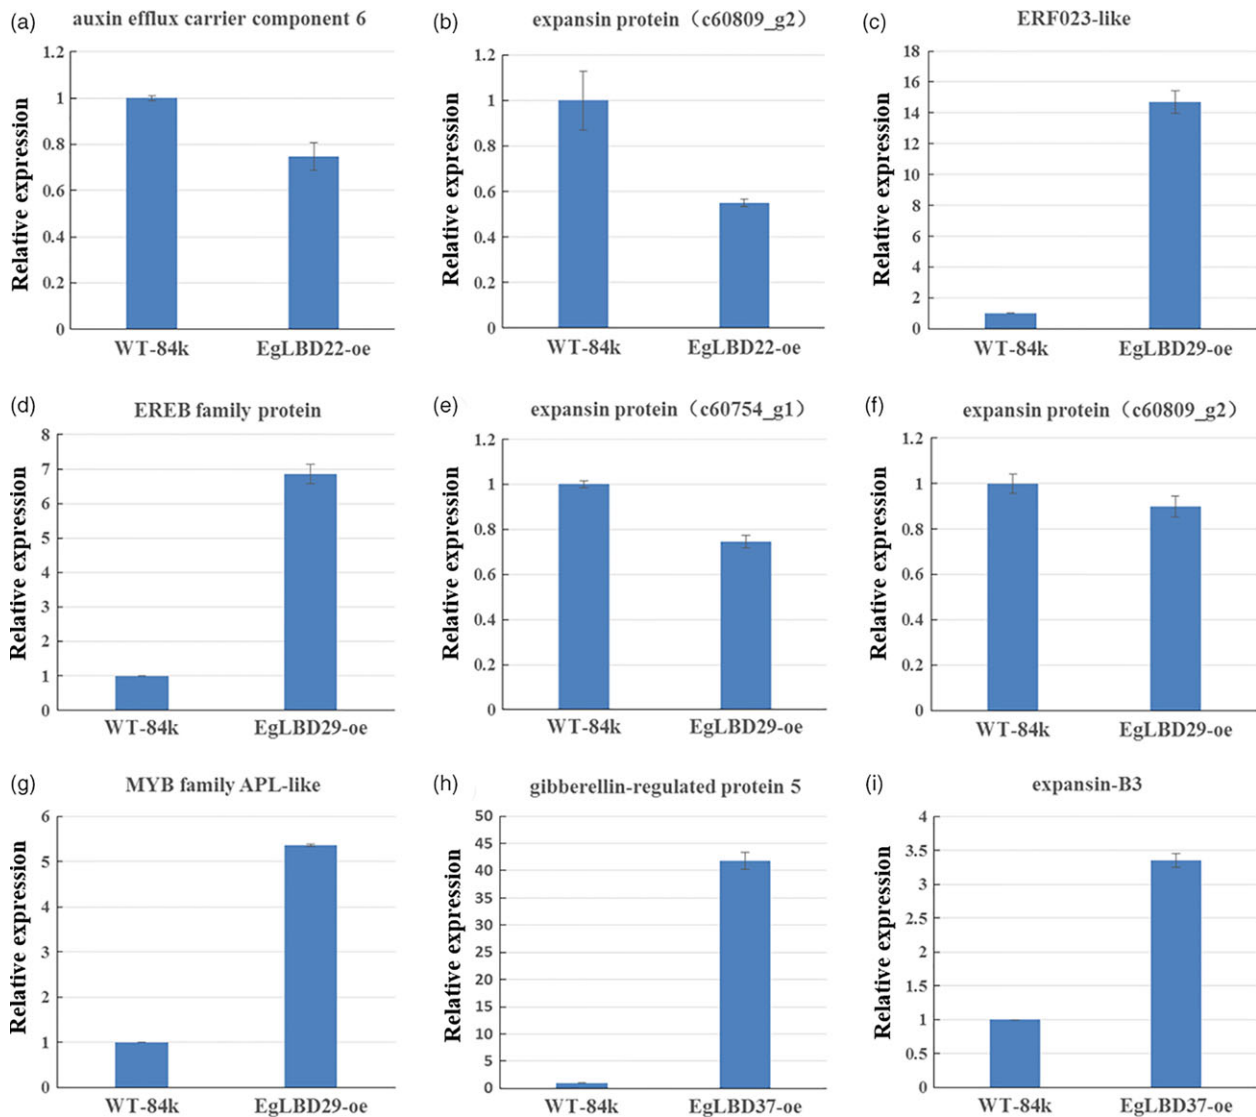 (a) auxin efflux carrier component 6
Relative expression
1.2
1
0.8
0.6
0.4
0.2
0
WT-84k EgLBD22-oe
(b) expansin protein（c60809_g2）
Relative expression
1.2
1
0.8
0.6
0.4
0.2
0
WT-84k EgLBD22-oe
(c) ERF023-like
Relative expression
18
16
14
12
10
8
6
4
2
0
WT-84k EgLBD29-oe
(d) EREB family protein
Relative expression
8
7
6
5
4
3
2
1
0
WT-84k EgLBD29-oe
(e) expansin protein（c60754_g1）
Relative expression
1.2
1
0.8
0.6
0.4
0.2
0
WT-84k EgLBD29-oe
(f) expansin protein（c60809_g2）
Relative expression
1.2
1
0.8
0.6
0.4
0.2
0
WT-84k EgLBD29-oe
(g) MYB family APL-like
Relative expression
6
5
4
3
2
1
0
WT-84k EgLBD29-oe
(h) gibberellin-regulated protein 5
Relative expression
50
45
40
35
30
25
20
15
10
5
0
WT-84k EgLBD37-oe
(i) expansin-B3
Relative expression
4
3.5
3
2.5
2
1.5
1
0.5
0
WT-84k EgLBD37-oe